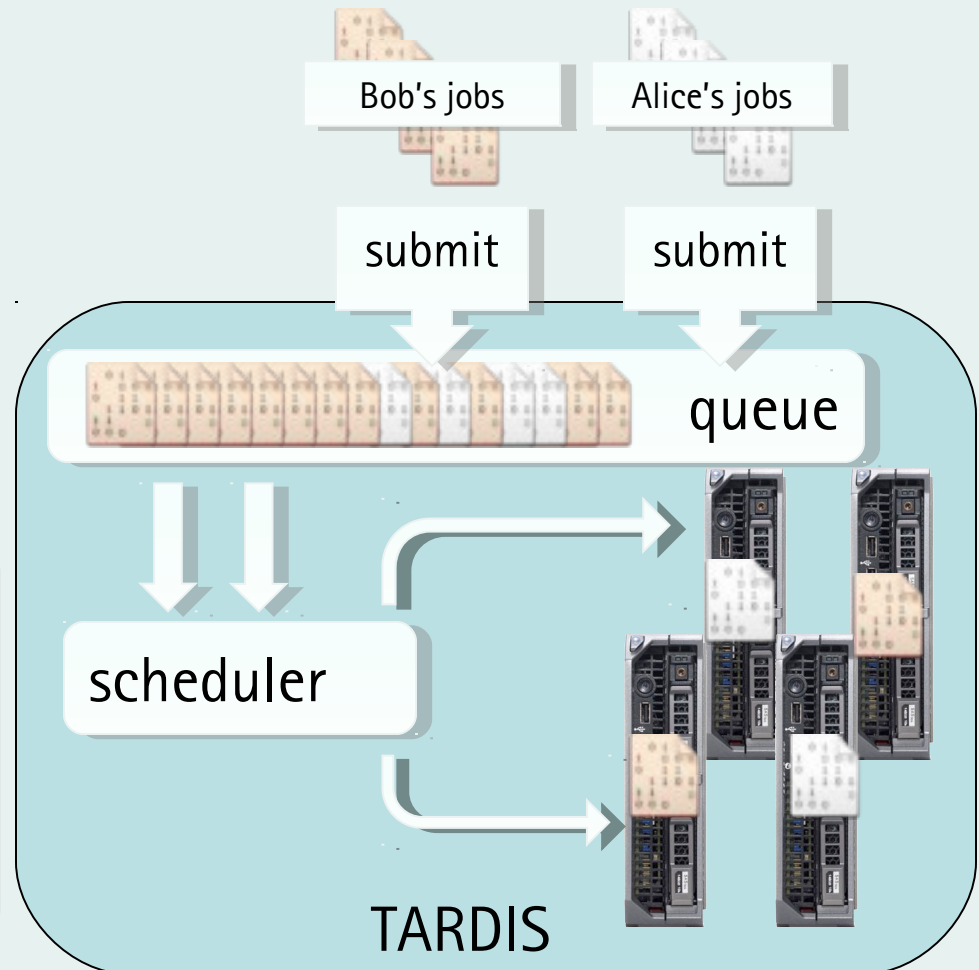 Bob's jobs
Alice's jobs
submit
submit
queue
scheduler
TARDIS